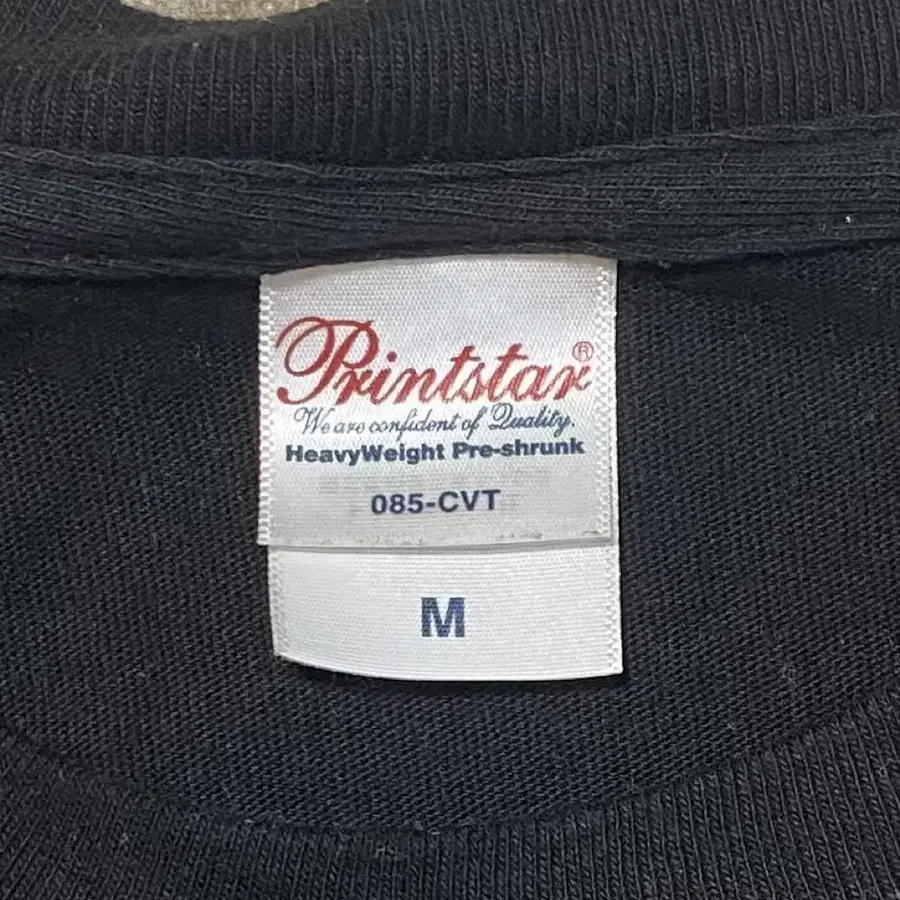 Printstar®
We are confident of Quality.
HeavyWeight Pre-shrunk
085-CVT
M